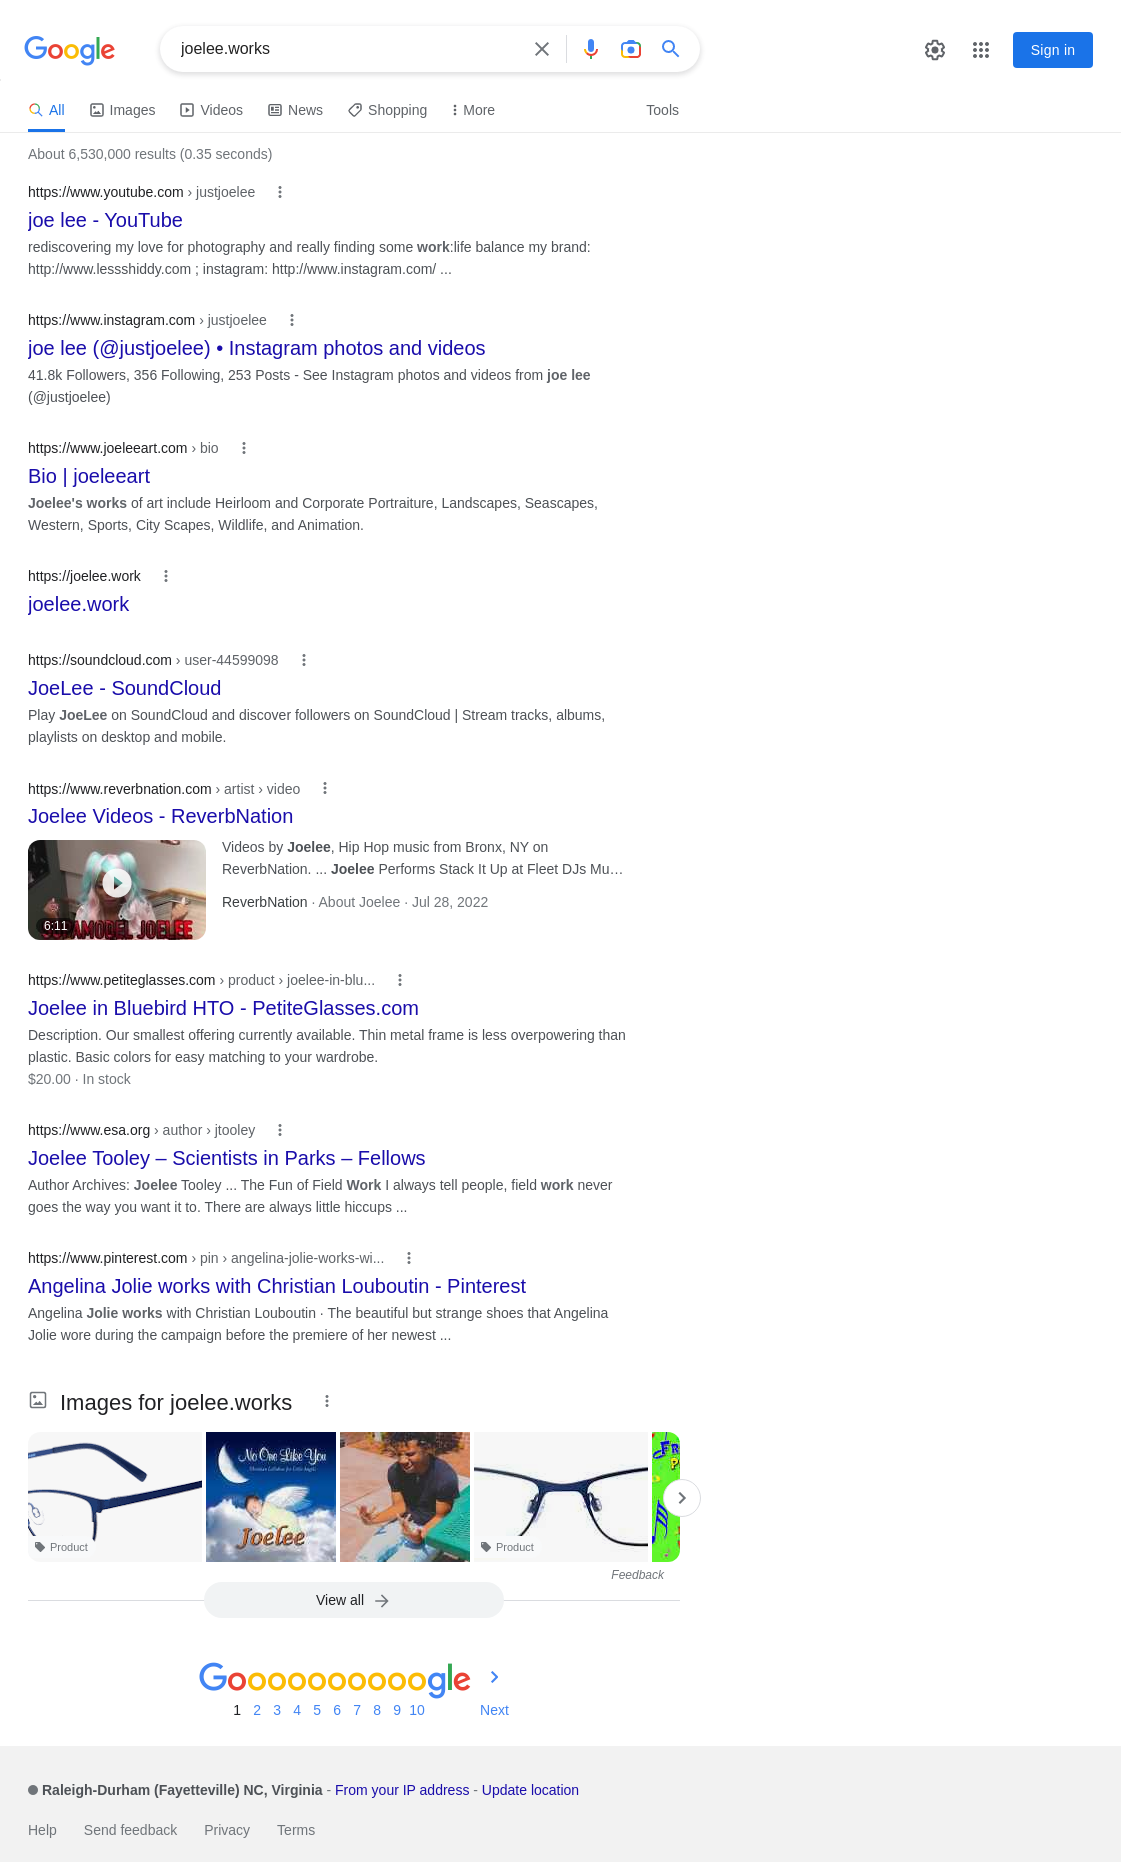 Google
joelee.works
Sign in
All Images Videos News Shopping More Tools
About 6,530,000 results (0.35 seconds)
https://www.youtube.com › justjoelee
joe lee - YouTube
rediscovering my love for photography and really finding some work:life balance my brand:
http://www.lessshiddy.com ; instagram: http://www.instagram.com/ ...
https://www.instagram.com › justjoelee
joe lee (@justjoelee) • Instagram photos and videos
41.8k Followers, 356 Following, 253 Posts - See Instagram photos and videos from joe lee
(@justjoelee)
https://www.joeleeart.com › bio
Bio | joeleeart
Joelee's works of art include Heirloom and Corporate Portraiture, Landscapes, Seascapes,
Western, Sports, City Scapes, Wildlife, and Animation.
https://joelee.work
joelee.work
https://soundcloud.com › user-44599098
JoeLee - SoundCloud
Play JoeLee on SoundCloud and discover followers on SoundCloud | Stream tracks, albums,
playlists on desktop and mobile.
https://www.reverbnation.com › artist › video
Joelee Videos - ReverbNation
Videos by Joelee, Hip Hop music from Bronx, NY on
ReverbNation. ... Joelee Performs Stack It Up at Fleet DJs Mu…
ReverbNation · About Joelee · Jul 28, 2022
6:11
JOELEE
https://www.petiteglasses.com › product › joelee-in-blu...
Joelee in Bluebird HTO - PetiteGlasses.com
Description. Our smallest offering currently available. Thin metal frame is less overpowering than
plastic. Basic colors for easy matching to your wardrobe.
$20.00 · In stock
https://www.esa.org › author › jtooley
Joelee Tooley – Scientists in Parks – Fellows
Author Archives: Joelee Tooley ... The Fun of Field Work I always tell people, field work never
goes the way you want it to. There are always little hiccups ...
https://www.pinterest.com › pin › angelina-jolie-works-wi...
Angelina Jolie works with Christian Louboutin - Pinterest
Angelina Jolie works with Christian Louboutin · The beautiful but strange shoes that Angelina
Jolie wore during the campaign before the premiere of her newest ...
Images for joelee.works
No One Like You
Joelee
Product
Product
Feedback
View all
Goooooooooogle
1 2 3 4 5 6 7 8 9 10 Next
Raleigh-Durham (Fayetteville) NC, Virginia - From your IP address - Update location
Help Send feedback Privacy Terms